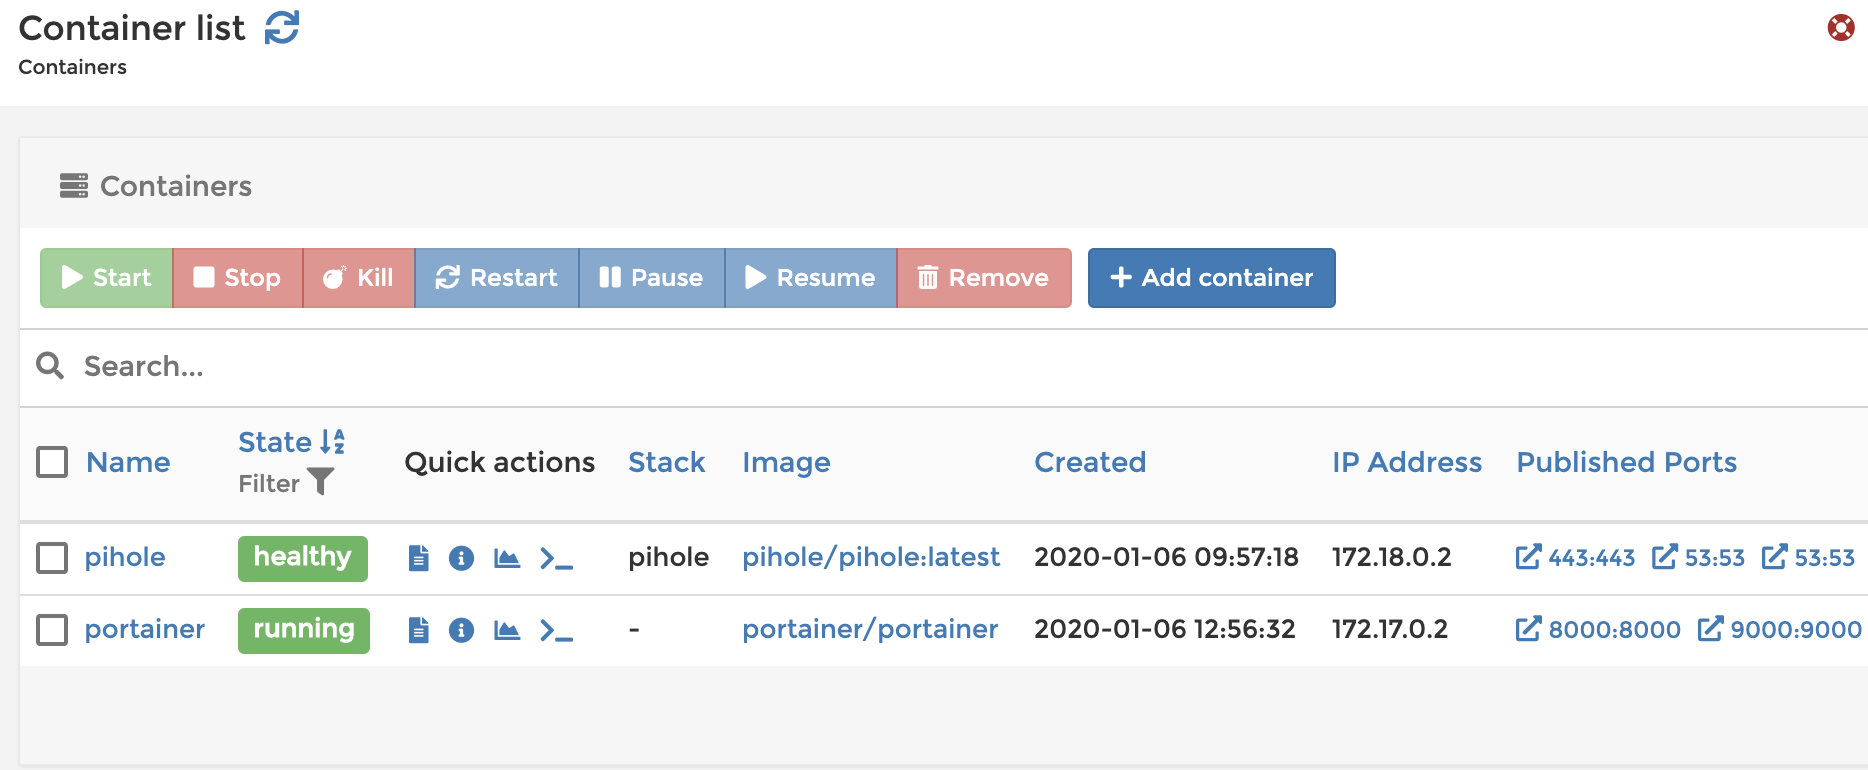 Container list
Containers
Containers
Start Stop Kill Restart Pause Resume Remove Add container
Search...
Name State Filter Quick actions Stack Image Created IP Address Published Ports
pihole healthy pihole pihole/pihole:latest 2020-01-06 09:57:18 172.18.0.2 443:443 53:53 53:53
portainer running - portainer/portainer 2020-01-06 12:56:32 172.17.0.2 8000:8000 9000:9000